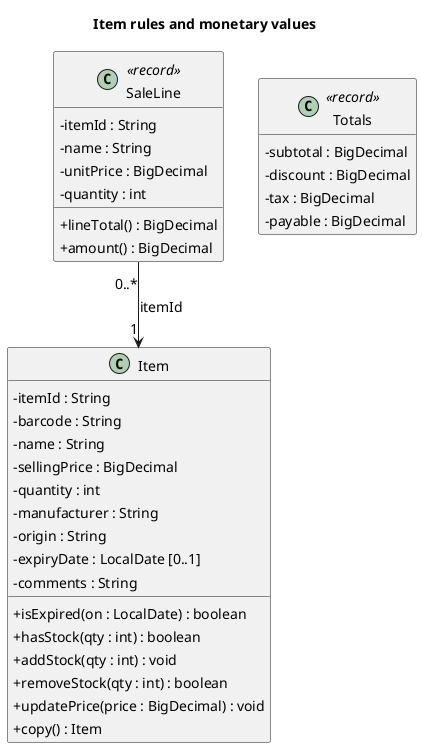 Item rules and monetary values
C
«record»
SaleLine
-itemId : String
-name : String
-unitPrice : BigDecimal
-quantity : int
+lineTotal() : BigDecimal
+amount() : BigDecimal
C
«record»
Totals
-subtotal : BigDecimal
-discount : BigDecimal
-tax : BigDecimal
-payable : BigDecimal
0..*
itemId
1
C
Item
-itemId : String
-barcode : String
-name : String
-sellingPrice : BigDecimal
-quantity : int
-manufacturer : String
-origin : String
-expiryDate : LocalDate [0..1]
-comments : String
+isExpired(on : LocalDate) : boolean
+hasStock(qty : int) : boolean
+addStock(qty : int) : void
+removeStock(qty : int) : boolean
+updatePrice(price : BigDecimal) : void
+copy() : Item